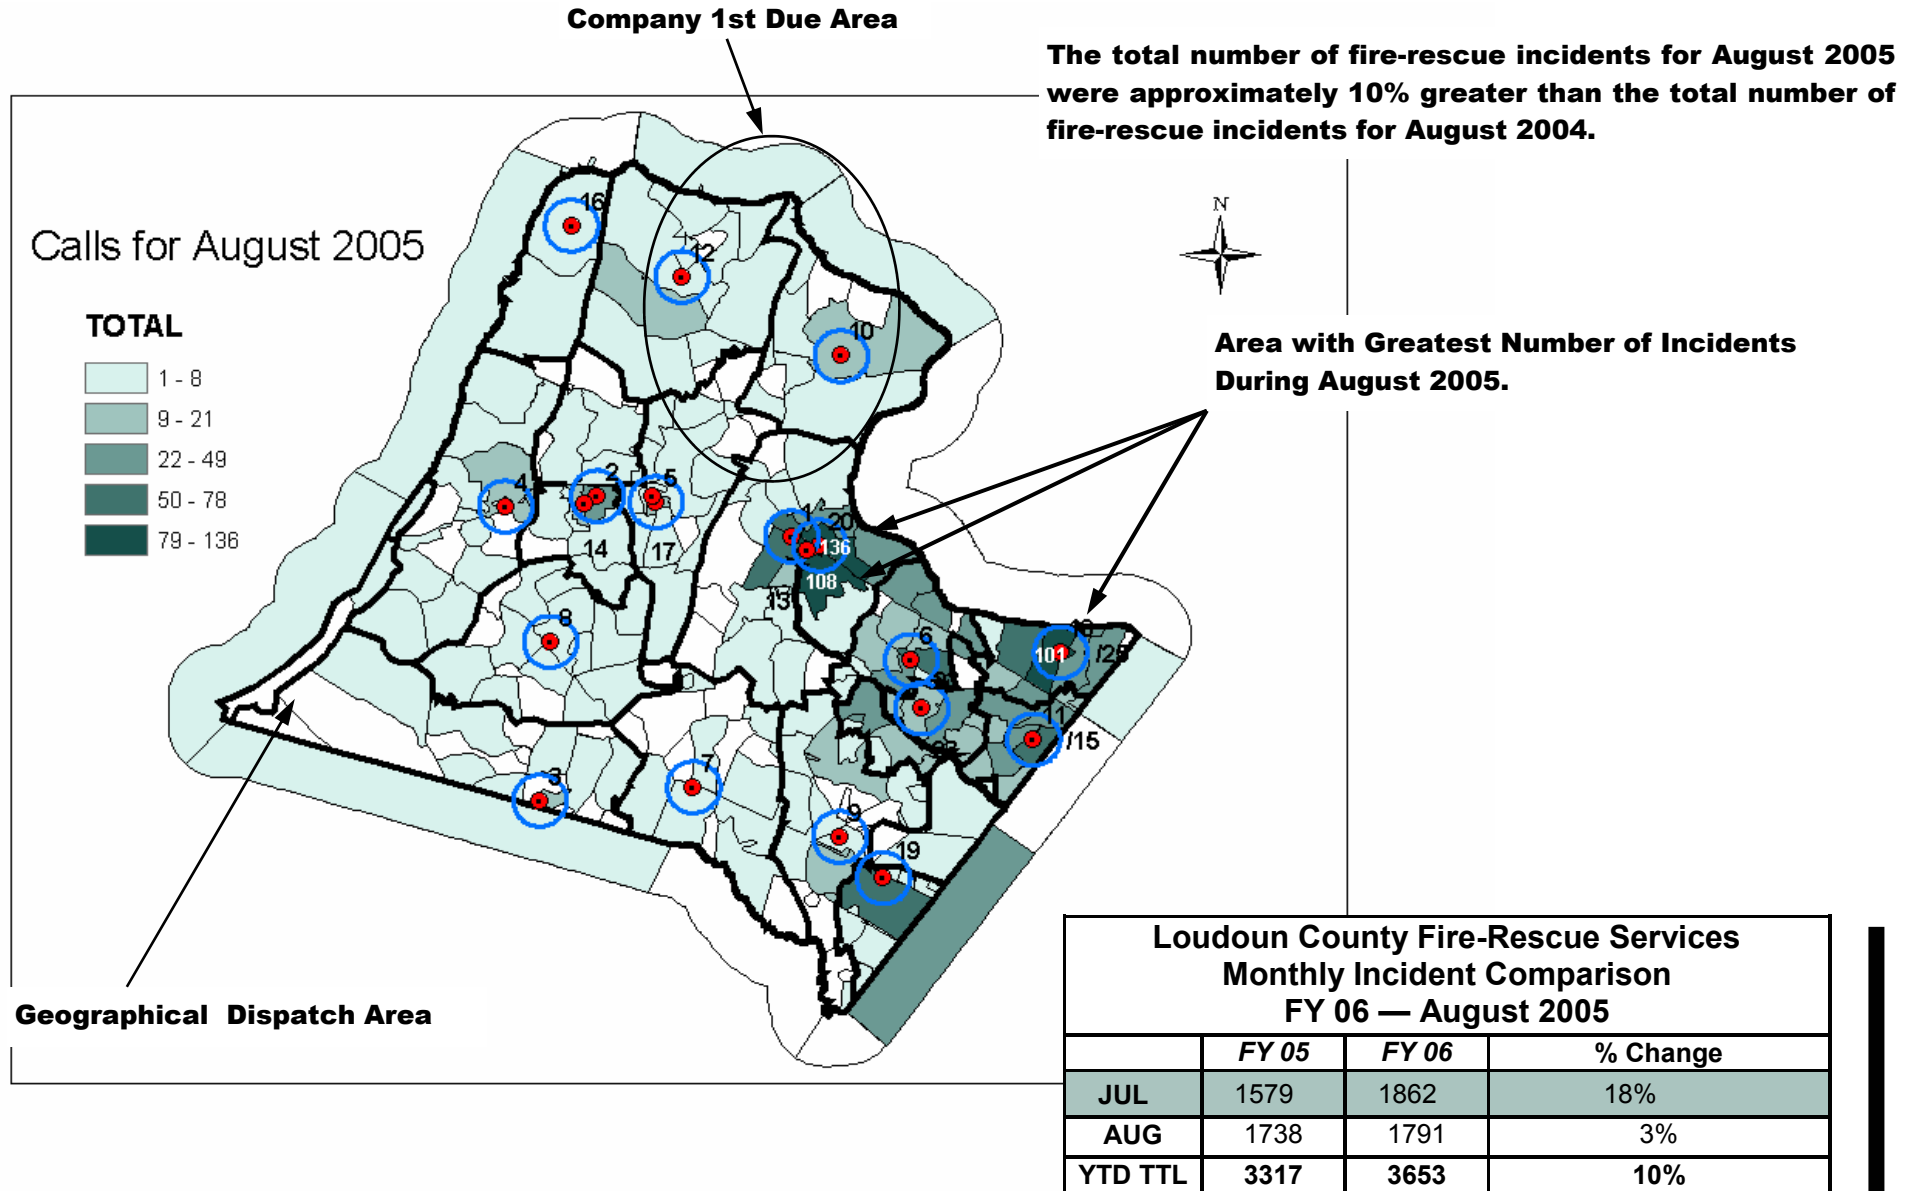 Company 1st Due Area
The total number of fire-rescue incidents for August 2005
were approximately 10% greater than the total number of
fire-rescue incidents for August 2004.
N
Calls for August 2005
TOTAL
1 - 8
9 - 21
22 - 49
50 - 78
79 - 136
Area with Greatest Number of Incidents
During August 2005.
16
12
10
4
2
5
1
20
136
14
17
108
13
8
6
101
/25
11
/15
3
7
9
19
Geographical Dispatch Area
Loudoun County Fire-Rescue Services
Monthly Incident Comparison
FY 06 — August 2005
FY 05 FY 06 % Change
JUL 1579 1862 18%
AUG 1738 1791 3%
YTD TTL 3317 3653 10%